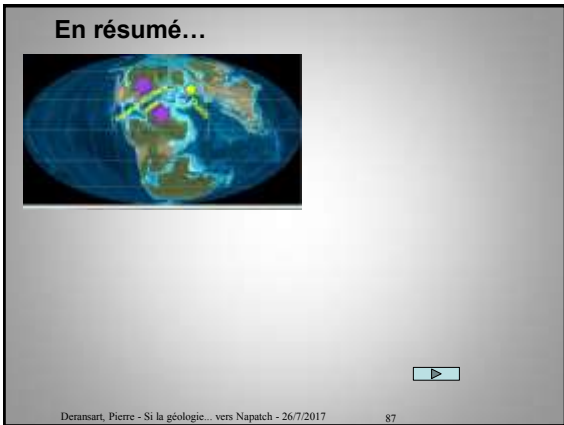 En résumé…
Deransart, Pierre - Si la géologie... vers Napatch - 26/7/2017 87